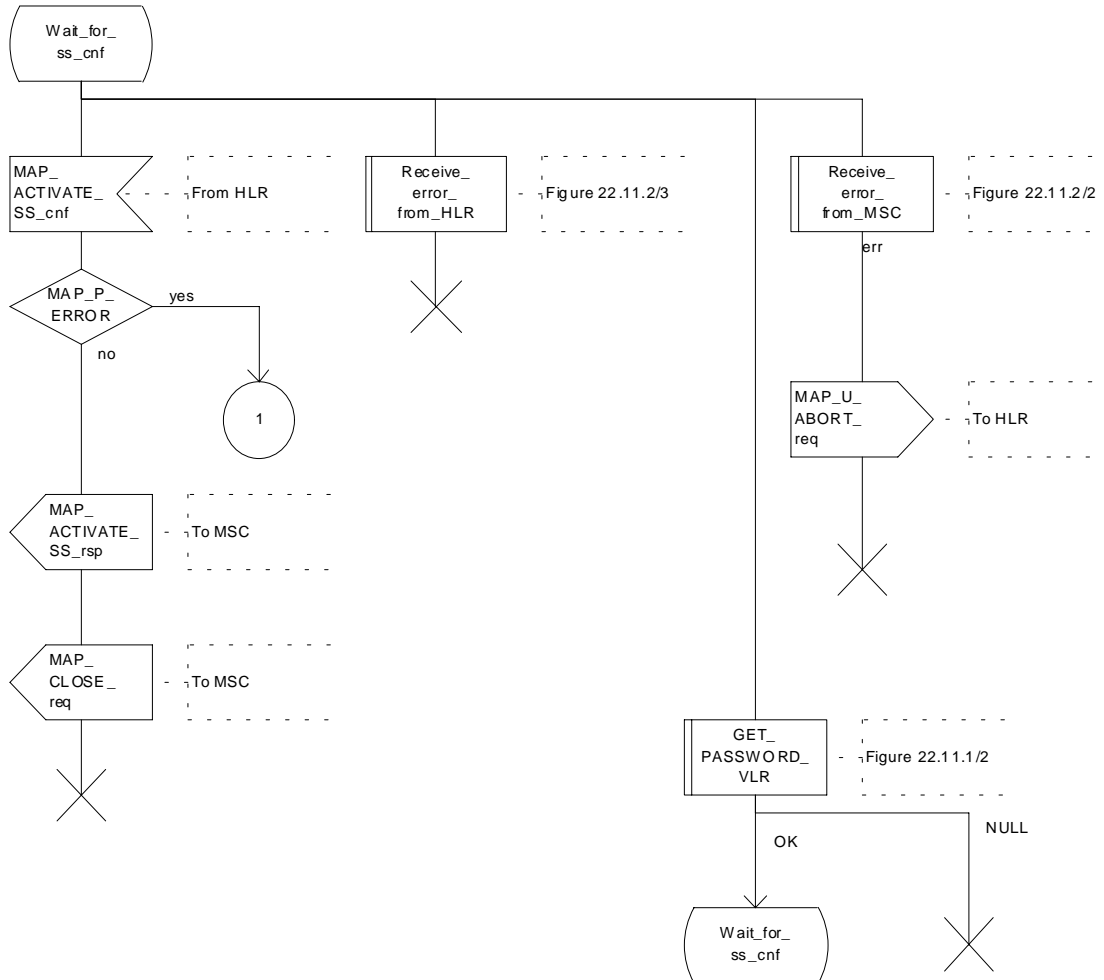 Wait_for_
ss_cnf
MAP_
ACTIVATE_
SS_cnf
From HLR
Receive_
error_
from_HLR
Figure 22.11.2/3
Receive_
error_
from_MSC
Figure 22.11.2/2
err
MAP_P_
ERROR
yes
no
1
MAP_U_
ABORT_
req
To HLR
MAP_
ACTIVATE_
SS_rsp
To MSC
MAP_
CLOSE_
req
To MSC
GET_
PASSWORD_
VLR
Figure 22.11.1/2
OK
NULL
Wait_for_
ss_cnf